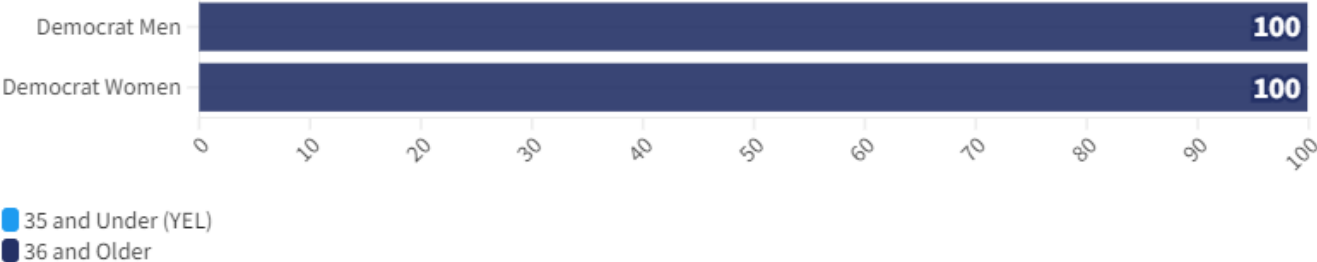 Democrat Men 100
Democrat Women 100
0 10 20 30 40 50 60 70 80 90 100
35 and Under (YEL)
36 and Older